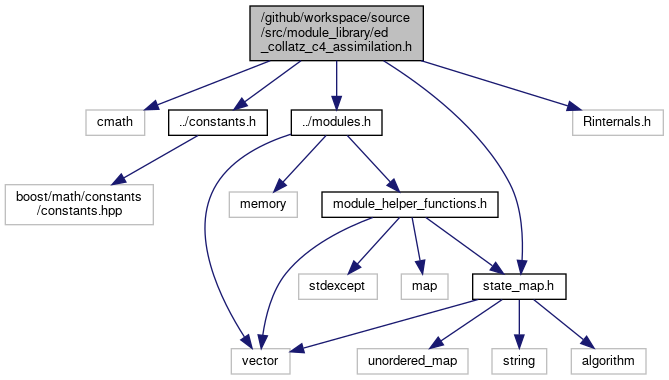 /github/workspace/source
/src/module_library/ed
_collatz_c4_assimilation.h
cmath
../constants.h
../modules.h
Rinternals.h
boost/math/constants
/constants.hpp
memory
module_helper_functions.h
stdexcept
map
state_map.h
vector
unordered_map
string
algorithm